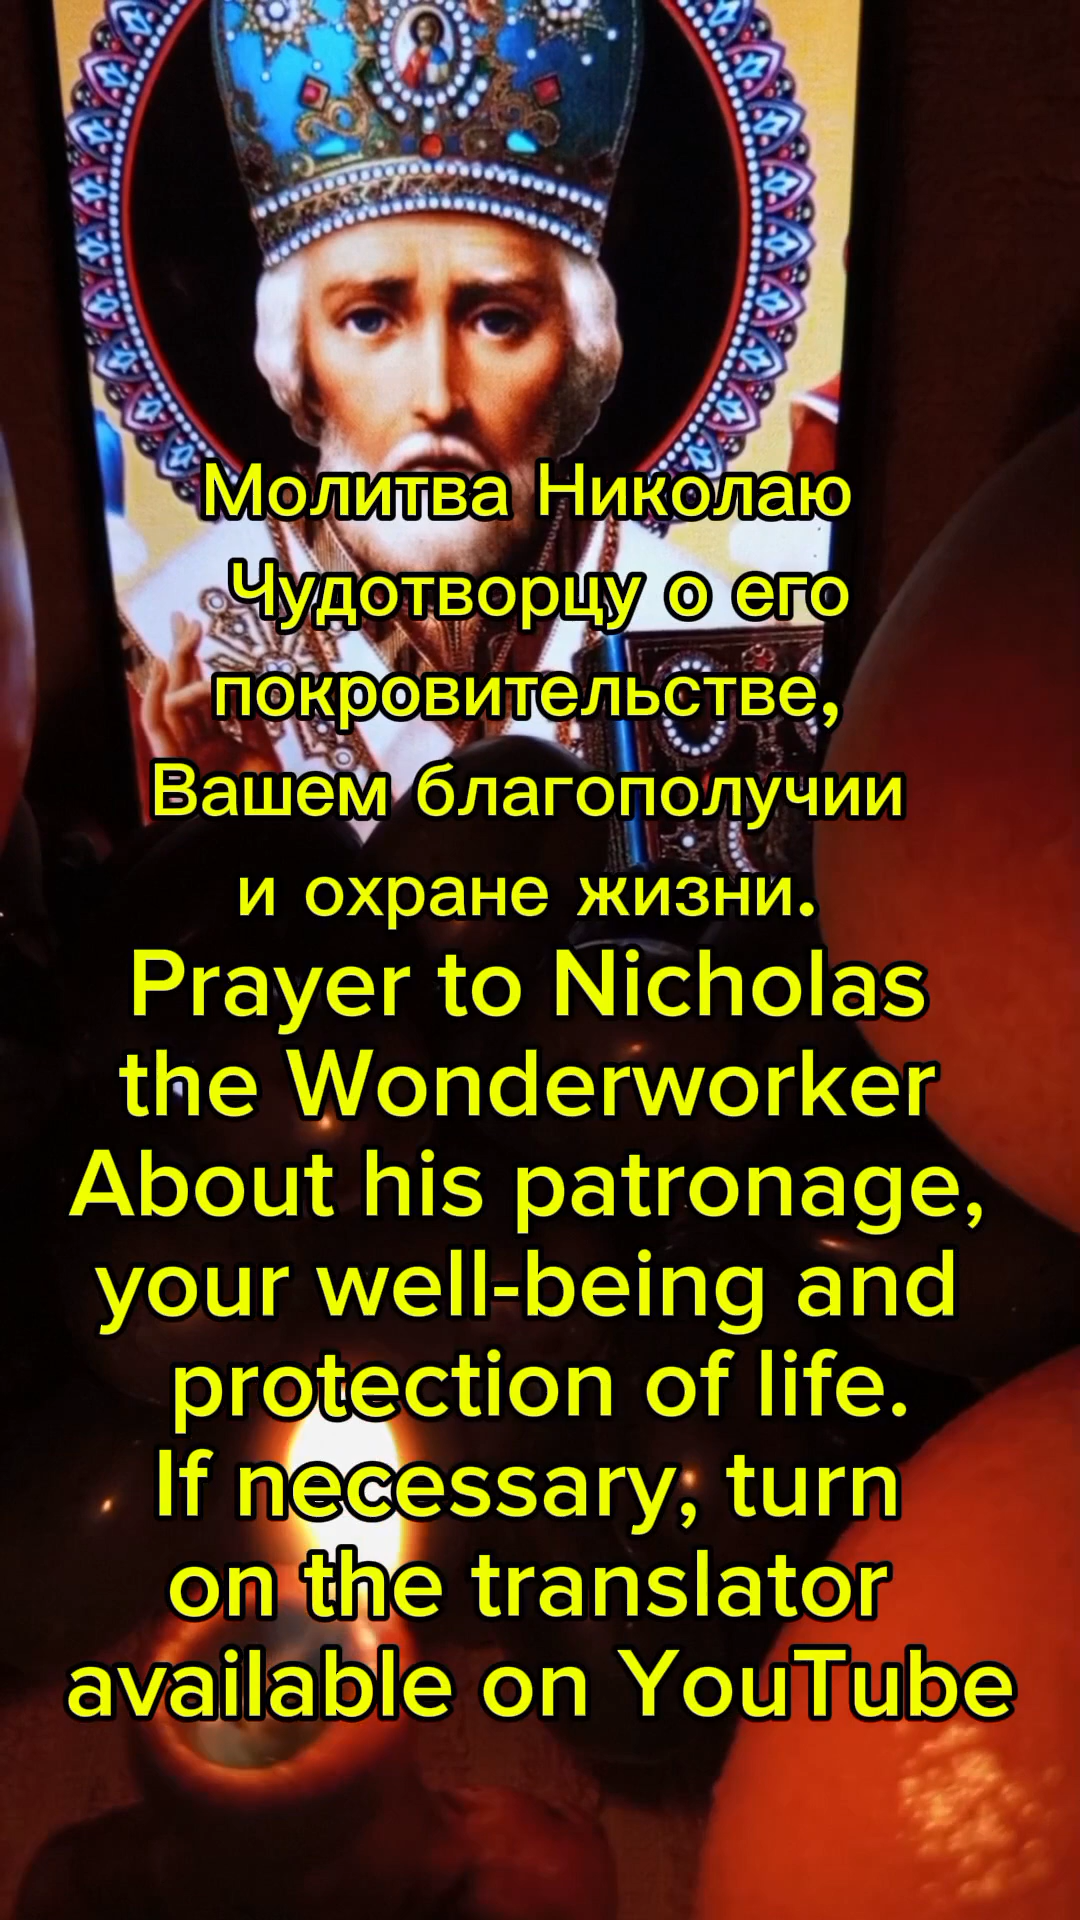 Молитва Николаю
Чудотворцу о его
покровительстве,
Вашем благополучии
и охране жизни.
Prayer to Nicholas
the Wonderworker
About his patronage,
your well-being and
protection of life.
If necessary, turn
on the translator
available on YouTube